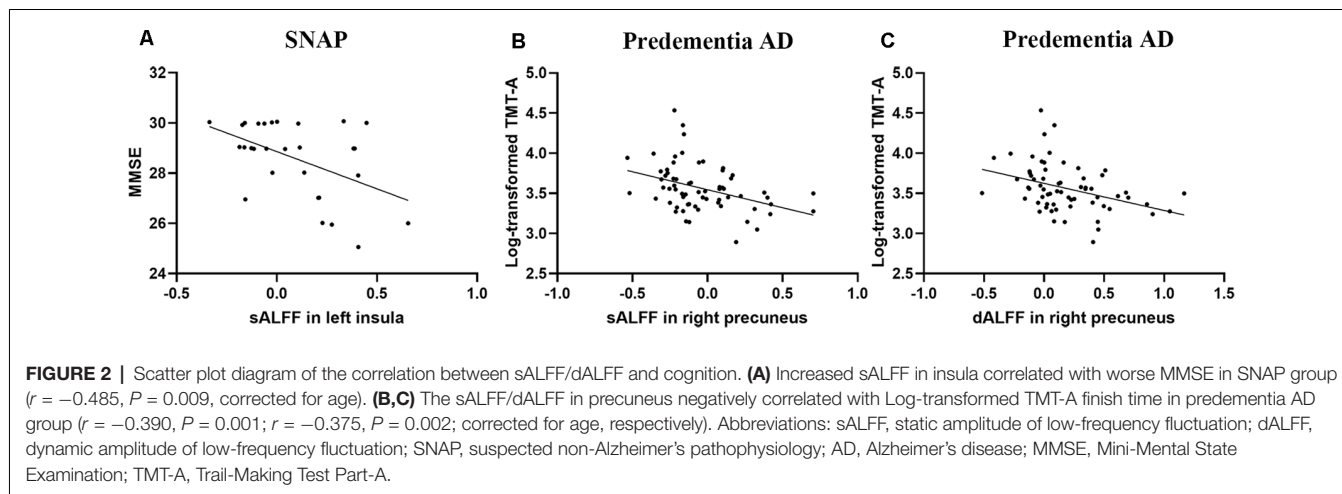 A SNAP
32
30
28
26
24
MMSE
-0.5 0.0 0.5 1.0
sALFF in left insula
B Predementia AD
5.0
4.5
4.0
3.5
3.0
2.5
Log-transformed TMT-A
-1.0 -0.5 0.0 0.5 1.0
sALFF in right precuneus
C Predementia AD
5.0
4.5
4.0
3.5
3.0
2.5
Log-transformed TMT-A
-1.0 -0.5 0.0 0.5 1.0 1.5
dALFF in right precuneus
FIGURE 2 | Scatter plot diagram of the correlation between sALFF/dALFF and cognition. (A) Increased sALFF in insula correlated with worse MMSE in SNAP group
(r = −0.485, P = 0.009, corrected for age). (B,C) The sALFF/dALFF in precuneus negatively correlated with Log-transformed TMT-A finish time in predementia AD
group (r = −0.390, P = 0.001; r = −0.375, P = 0.002; corrected for age, respectively). Abbreviations: sALFF, static amplitude of low-frequency fluctuation; dALFF,
dynamic amplitude of low-frequency fluctuation; SNAP, suspected non-Alzheimer's pathophysiology; AD, Alzheimer's disease; MMSE, Mini-Mental State
Examination; TMT-A, Trail-Making Test Part-A.